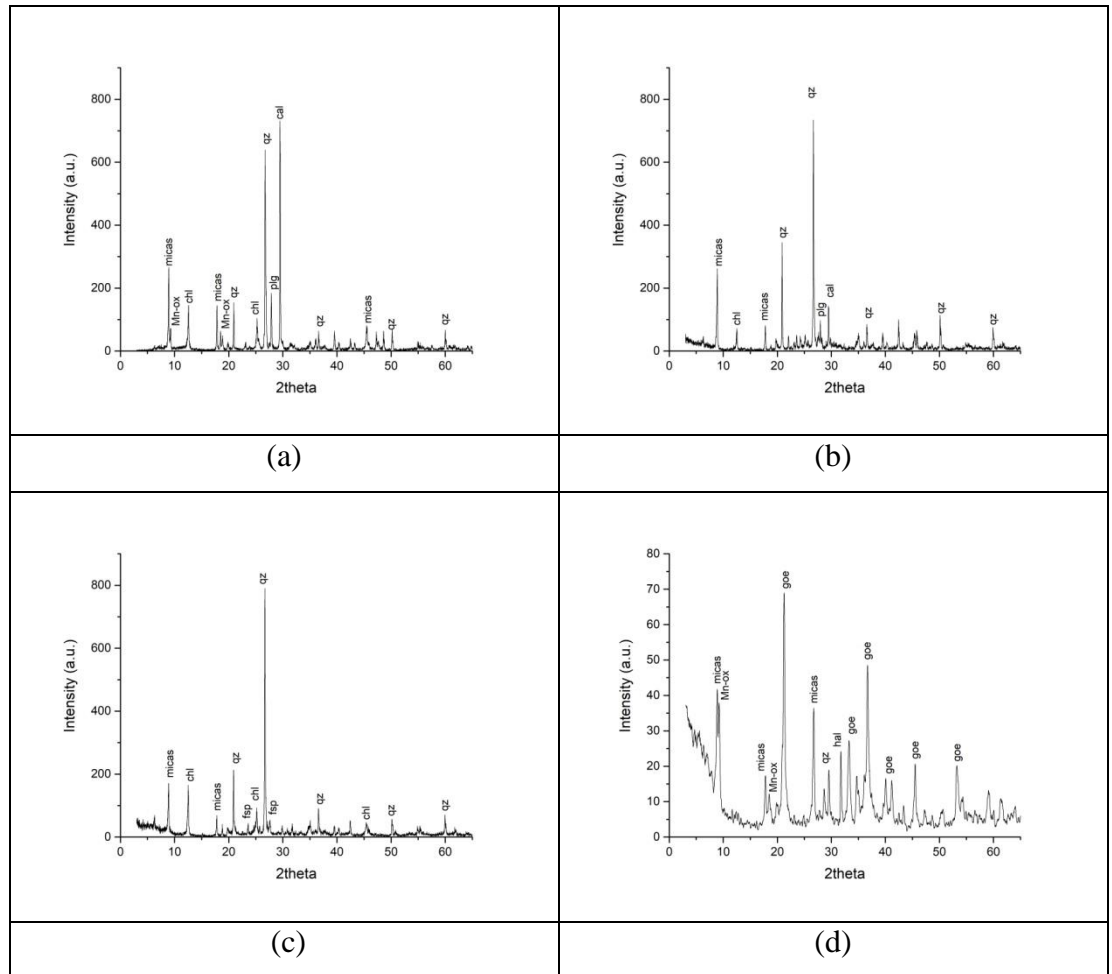 800
600
400
200
0
Intensity (a.u.)
micas
Mn-ox
chl
micas
Mn-ox
qz
chl
qz
plg
cal
qz
micas
qz
qz
0 10 20 30 40 50 60
2theta
(a)
800
600
400
200
0
Intensity (a.u.)
micas
chl
micas
qz
qz
plg
cal
qz
qz
qz
0 10 20 30 40 50 60
2theta
(b)
800
600
400
200
0
Intensity (a.u.)
micas
chl
micas
qz
fsp
chl
qz
fsp
qz
chl
qz
qz
0 10 20 30 40 50 60
2theta
(c)
80
70
60
50
40
30
20
10
0
Intensity (a.u.)
micas
Mn-ox
micas
Mn-ox
goe
micas
qz
hal
goe
goe
goe
goe
goe
0 10 20 30 40 50 60
2theta
(d)